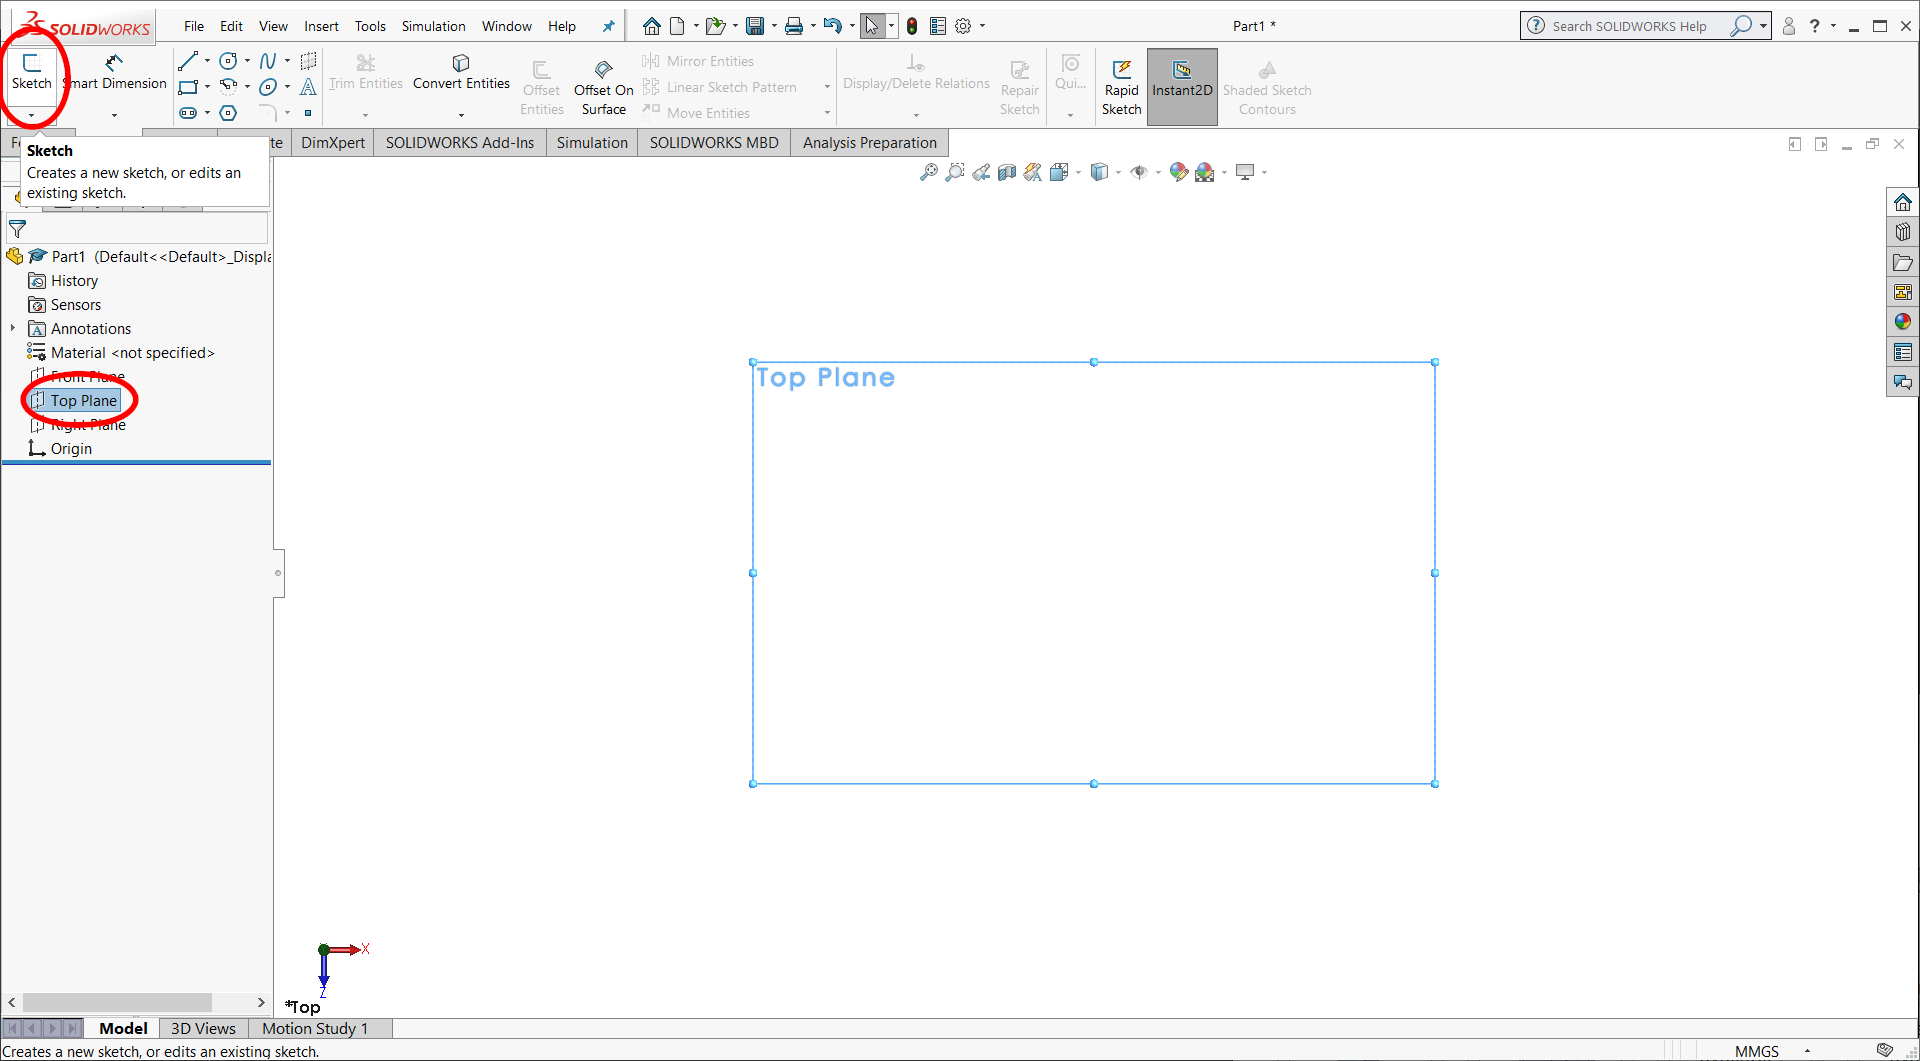 SOLIDWORKS File Edit View Insert Tools Simulation Window Help Part1 * Search SOLIDWORKS Help ?
Sketch Smart Dimension Trim Entities Convert Entities Offset Entities Offset On Surface Mirror Entities Linear Sketch Pattern Move Entities Display/Delete Relations Repair Sketch Qui... Rapid Sketch Instant2D Shaded Sketch Contours
DimXpert SOLIDWORKS Add-Ins Simulation SOLIDWORKS MBD Analysis Preparation
Sketch
Creates a new sketch, or edits an
existing sketch.
Part1 (Default<<Default>_Displa
History
Sensors
Annotations
Material <not specified>
Front Plane
Top Plane
Right Plane
Origin
Top Plane
X
Z
*Top
Model 3D Views Motion Study 1
Creates a new sketch, or edits an existing sketch. MMGS